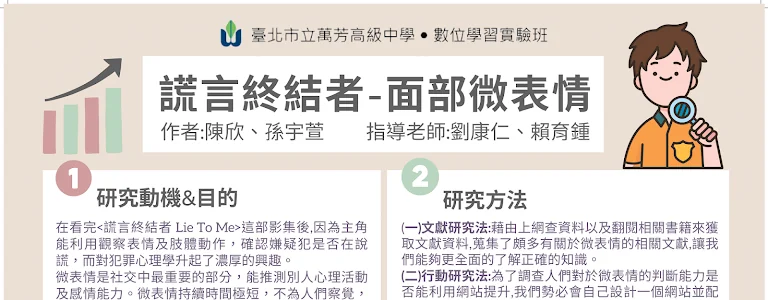 臺北市立萬芳高級中學 • 數位學習實驗班
謊言終結者-面部微表情
作者:陳欣、孫宇萱 指導老師:劉康仁、賴育鍾
1
研究動機&目的
在看完<謊言終結者 Lie To Me>這部影集後,因為主角
能利用觀察表情及肢體動作，確認嫌疑犯是否在說
謊，而對犯罪心理學升起了濃厚的興趣。
微表情是社交中最重要的部分，能推測別人心理活動
及感情能力。微表情持續時間極短，不為人們察覺，
2
研究方法
(一)文獻研究法:藉由上網查資料以及翻閱相關書籍來獲
取文獻資料,蒐集了頗多有關於微表情的相關文獻,讓我
們能夠更全面的了解正確的知識。
(二)行動研究法:為了調查人們對於微表情的判斷能力是
否能利用網站提升,我們勢必會自己設計一個網站並配